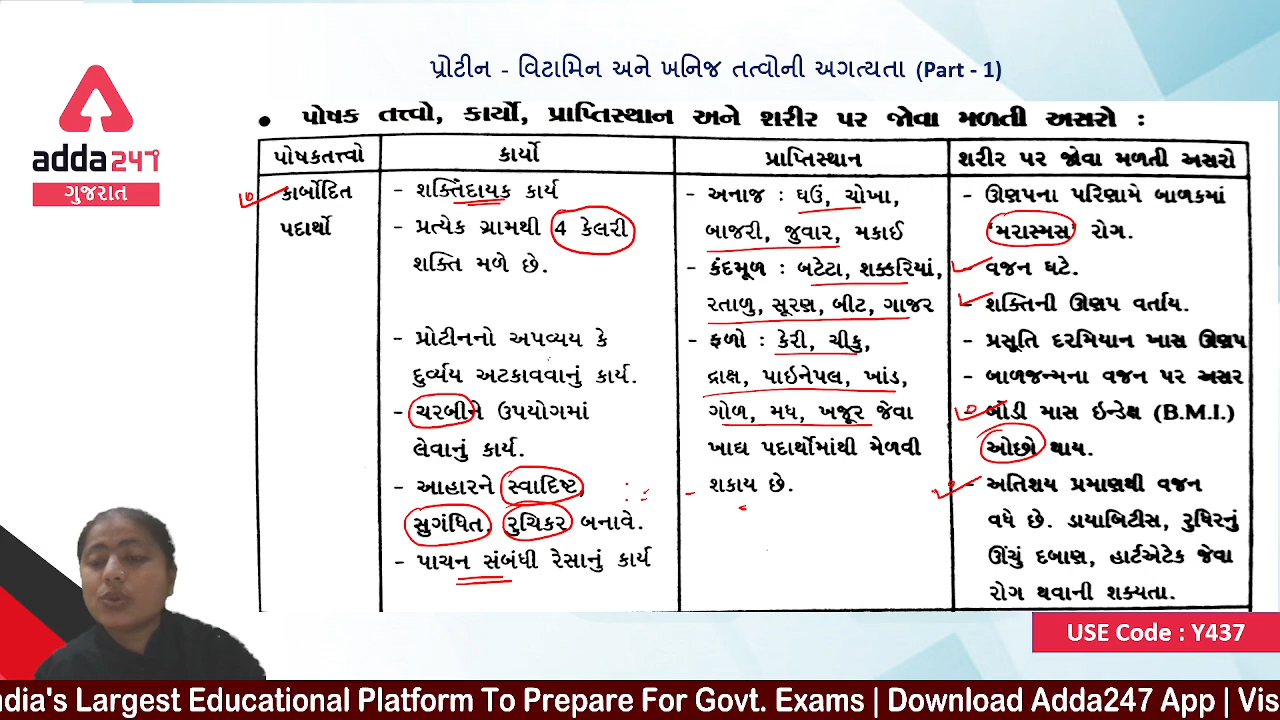 પ્રોટીન - વિટામિન અને ખનિજ તત્વોની અગત્યતા (Part - 1)
adda247
ગુજરાત
• પોષક તત્ત્વો, કાર્યો, પ્રાપ્તિસ્થાન અને શરીર પર જોવા મળતી અસરો :
પોષકતત્ત્વો
કાર્બોદિત
પદાર્થો
કાર્યો
- શક્તિદાયક કાર્ય
- પ્રત્યેક ગ્રામથી 4 કેલરી
શક્તિ મળે છે.
- પ્રોટીનનો અપવ્યય કે
દુર્વ્યય અટકાવવાનું કાર્ય.
- ચરબીને ઉપયોગમાં
લેવાનું કાર્ય.
- આહારને સ્વાદિષ્ટ,
સુગંધિત, રુચિકર બનાવે.
- પાચન સંબંધી રેસાનું કાર્ય
પ્રાપ્તિસ્થાન
- અનાજ : ઘઉં, ચોખા,
બાજરી, જુવાર, મકાઈ
- કંદમૂળ : બટેટા, શક્કરિયાં,
રતાળુ, સૂરણ, બીટ, ગાજર
- ફળો : કેરી, ચીકુ,
દ્રાક્ષ, પાઇનેપલ, ખાંડ,
ગોળ, મધ, ખજૂર જેવા
ખાદ્ય પદાર્થોમાંથી મેળવી
શકાય છે.
શરીર પર જોવા મળતી અસરો
- ઊણપના પરિણામે બાળકમાં
'મરાસ્મસ' રોગ.
- વજન ઘટે.
- શક્તિની ઊણપ વર્તાય.
- પ્રસૂતિ દરમિયાન ખાસ ઊણપ
- બાળજન્મના વજન પર અસર
- બોડી માસ ઇન્ડેક્ષ (B.M.I.)
ઓછો થાય.
- અતિશય પ્રમાણથી વજન
વધે છે. ડાયાબિટીસ, રુધિરનું
ઊંચું દબાણ, હાર્ટએટેક જેવા
રોગ થવાની શક્યતા.
USE Code : Y437
ndia's Largest Educational Platform To Prepare For Govt. Exams | Download Adda247 App | Vis